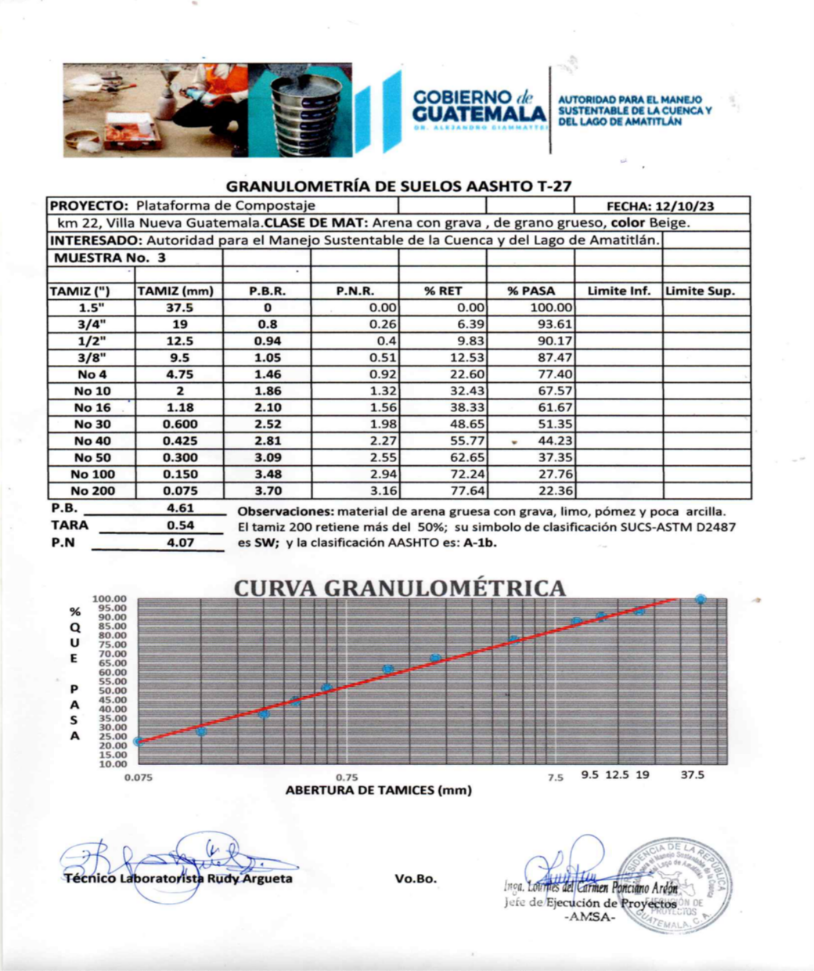 GOBIERNO de
GUATEMALA
DR. ALEJANDRO GIAMMATTEI
AUTORIDAD PARA EL MANEJO
SUSTENTABLE DE LA CUENCA Y
DEL LAGO DE AMATITLÁN
GRANULOMETRÍA DE SUELOS AASHTO T-27
PROYECTO: Plataforma de Compostaje FECHA: 12/10/23
km 22, Villa Nueva Guatemala.CLASE DE MAT: Arena con grava , de grano grueso, color Beige.
INTERESADO: Autoridad para el Manejo Sustentable de la Cuenca y del Lago de Amatitlán.
MUESTRA No. 3
TAMIZ (") TAMIZ (mm) P.B.R. P.N.R. % RET % PASA Limite Inf. Limite Sup.
1.5" 37.5 0 0.00 0.00 100.00
3/4" 19 0.8 0.26 6.39 93.61
1/2" 12.5 0.94 0.4 9.83 90.17
3/8" 9.5 1.05 0.51 12.53 87.47
No 4 4.75 1.46 0.92 22.60 77.40
No 10 2 1.86 1.32 32.43 67.57
No 16 1.18 2.10 1.56 38.33 61.67
No 30 0.600 2.52 1.98 48.65 51.35
No 40 0.425 2.81 2.27 55.77 44.23
No 50 0.300 3.09 2.55 62.65 37.35
No 100 0.150 3.48 2.94 72.24 27.76
No 200 0.075 3.70 3.16 77.64 22.36
P.B. 4.61
TARA 0.54
P.N 4.07
Observaciones: material de arena gruesa con grava, limo, pómez y poca arcilla.
El tamiz 200 retiene más del 50%; su simbolo de clasificación SUCS-ASTM D2487
es SW; y la clasificación AASHTO es: A-1b.
CURVA GRANULOMÉTRICA
% QUE PASA
100.00
95.00
90.00
85.00
80.00
75.00
70.00
65.00
60.00
55.00
50.00
45.00
40.00
35.00
30.00
25.00
20.00
15.00
10.00
0.075 0.75 7.5 9.5 12.5 19 37.5
ABERTURA DE TAMICES (mm)
Técnico Laboratorista Rudy Argueta
Vo.Bo.
Inga. Lourdes del Carmen Ponciano Ardón
Jefe de Ejecución de Proyectos
-AMSA-
PRESIDENCIA DE LA REPÚBLICA
EJECUCIÓN DE
PROYECTOS
GUATEMALA, C. A.